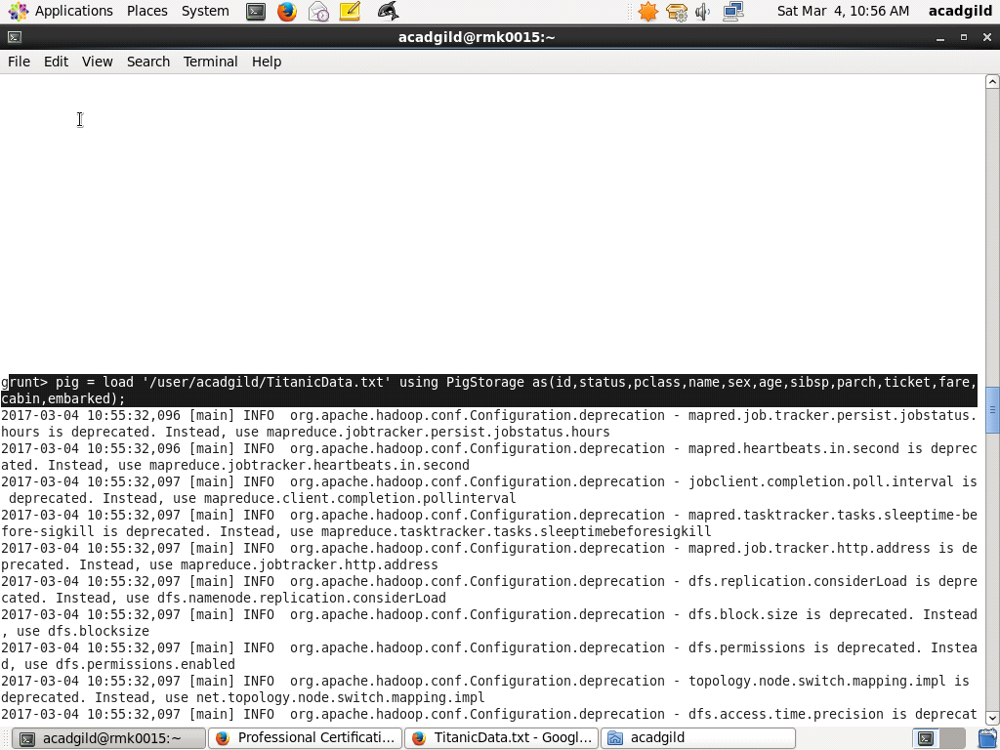 Applications Places System Sat Mar 4, 10:56 AM acadgild
acadgild@rmk0015:~
File Edit View Search Terminal Help
grunt> pig = load '/user/acadgild/TitanicData.txt' using PigStorage as(id,status,pclass,name,sex,age,sibsp,parch,ticket,fare,
cabin,embarked);
2017-03-04 10:55:32,096 [main] INFO  org.apache.hadoop.conf.Configuration.deprecation - mapred.job.tracker.persist.jobstatus.
hours is deprecated. Instead, use mapreduce.jobtracker.persist.jobstatus.hours
2017-03-04 10:55:32,096 [main] INFO  org.apache.hadoop.conf.Configuration.deprecation - mapred.heartbeats.in.second is deprec
ated. Instead, use mapreduce.jobtracker.heartbeats.in.second
2017-03-04 10:55:32,097 [main] INFO  org.apache.hadoop.conf.Configuration.deprecation - jobclient.completion.poll.interval is
 deprecated. Instead, use mapreduce.client.completion.pollinterval
2017-03-04 10:55:32,097 [main] INFO  org.apache.hadoop.conf.Configuration.deprecation - mapred.tasktracker.tasks.sleeptime-be
fore-sigkill is deprecated. Instead, use mapreduce.tasktracker.tasks.sleeptimebeforesigkill
2017-03-04 10:55:32,097 [main] INFO  org.apache.hadoop.conf.Configuration.deprecation - mapred.job.tracker.http.address is de
precated. Instead, use mapreduce.jobtracker.http.address
2017-03-04 10:55:32,097 [main] INFO  org.apache.hadoop.conf.Configuration.deprecation - dfs.replication.considerLoad is depre
cated. Instead, use dfs.namenode.replication.considerLoad
2017-03-04 10:55:32,097 [main] INFO  org.apache.hadoop.conf.Configuration.deprecation - dfs.block.size is deprecated. Instead
, use dfs.blocksize
2017-03-04 10:55:32,097 [main] INFO  org.apache.hadoop.conf.Configuration.deprecation - dfs.permissions is deprecated. Instea
d, use dfs.permissions.enabled
2017-03-04 10:55:32,097 [main] INFO  org.apache.hadoop.conf.Configuration.deprecation - topology.node.switch.mapping.impl is
deprecated. Instead, use net.topology.node.switch.mapping.impl
2017-03-04 10:55:32,097 [main] INFO  org.apache.hadoop.conf.Configuration.deprecation - dfs.access.time.precision is deprecat
acadgild@rmk0015:~ Professional Certificati... TitanicData.txt - Googl... acadgild